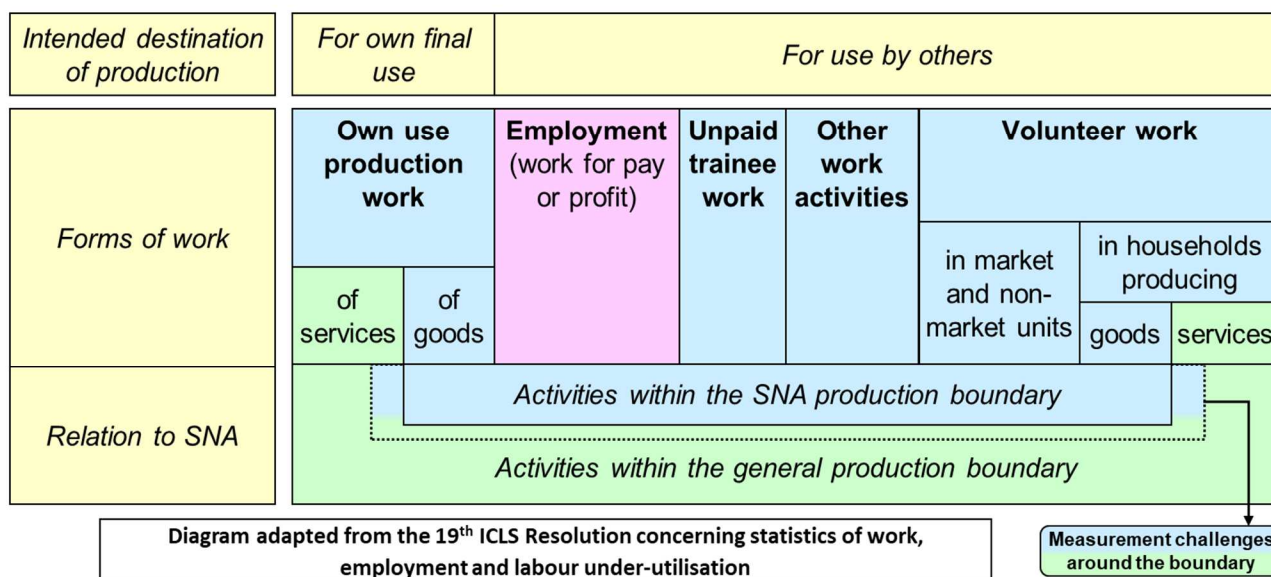 Intended destination
of production
For own final
use
For use by others
Forms of work
Own use
production
work
of
services
of
goods
Employment
(work for pay
or profit)
Unpaid
trainee
work
Other
work
activities
Volunteer work
in market
and non-
market units
in households
producing
goods
services
Relation to SNA
Activities within the SNA production boundary
Activities within the general production boundary
Diagram adapted from the 19th ICLS Resolution concerning statistics of work,
employment and labour under-utilisation
Measurement challenges
around the boundary